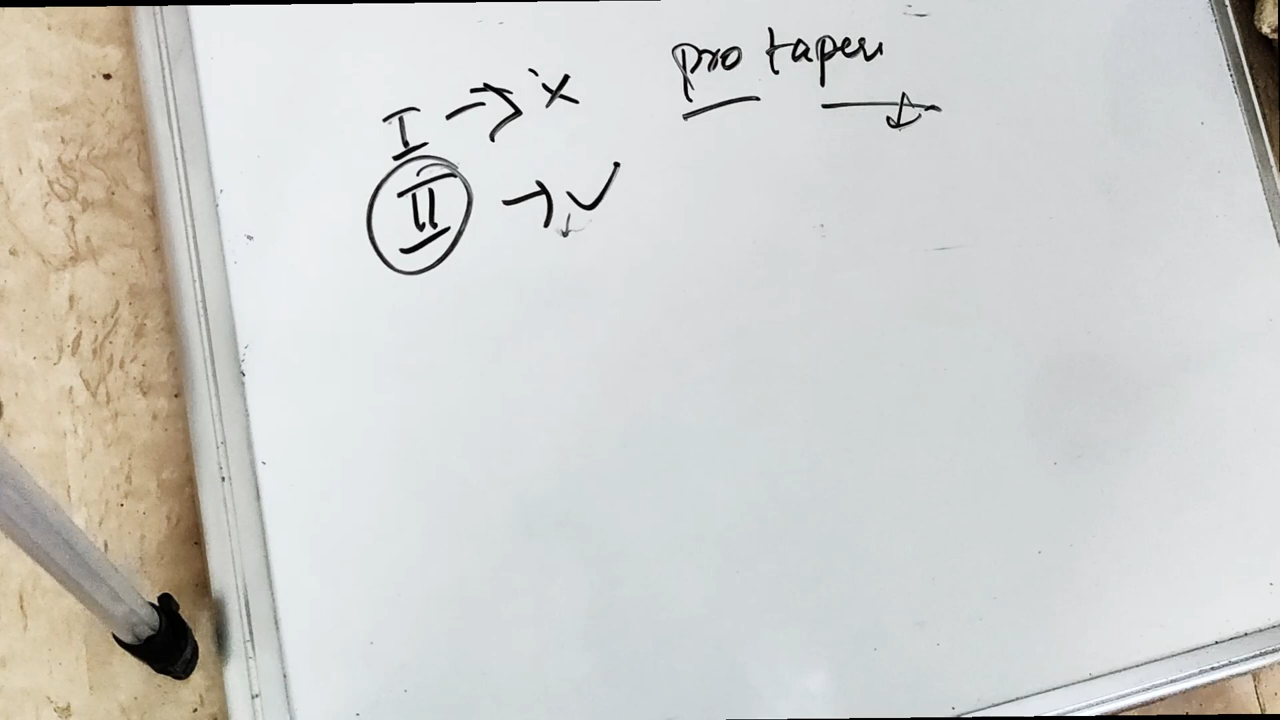 pro taper
I → x
II → ✓